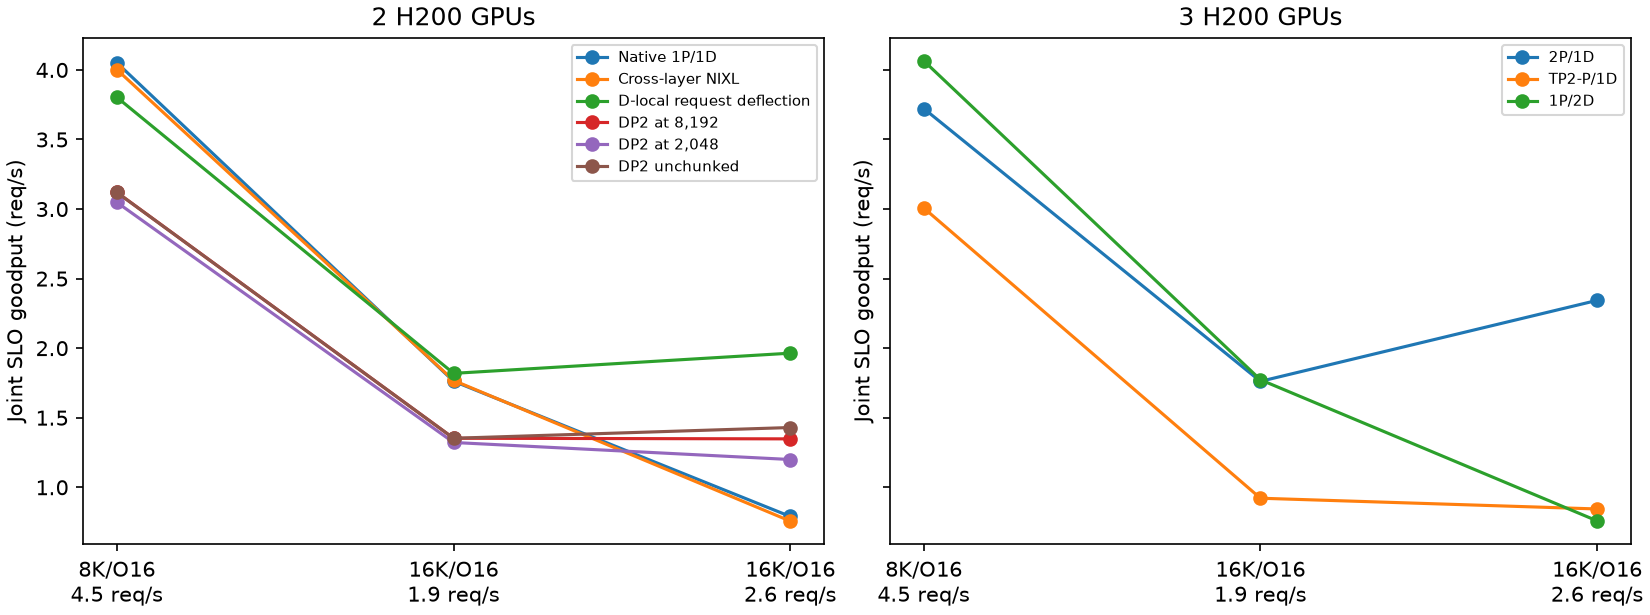 2 H200 GPUs
Joint SLO goodput (req/s)
4.0
3.5
3.0
2.5
2.0
1.5
1.0
Native 1P/1D
Cross-layer NIXL
D-local request deflection
DP2 at 8,192
DP2 at 2,048
DP2 unchunked
8K/O16
4.5 req/s
16K/O16
1.9 req/s
16K/O16
2.6 req/s
3 H200 GPUs
Joint SLO goodput (req/s)
2P/1D
TP2-P/1D
1P/2D
8K/O16
4.5 req/s
16K/O16
1.9 req/s
16K/O16
2.6 req/s